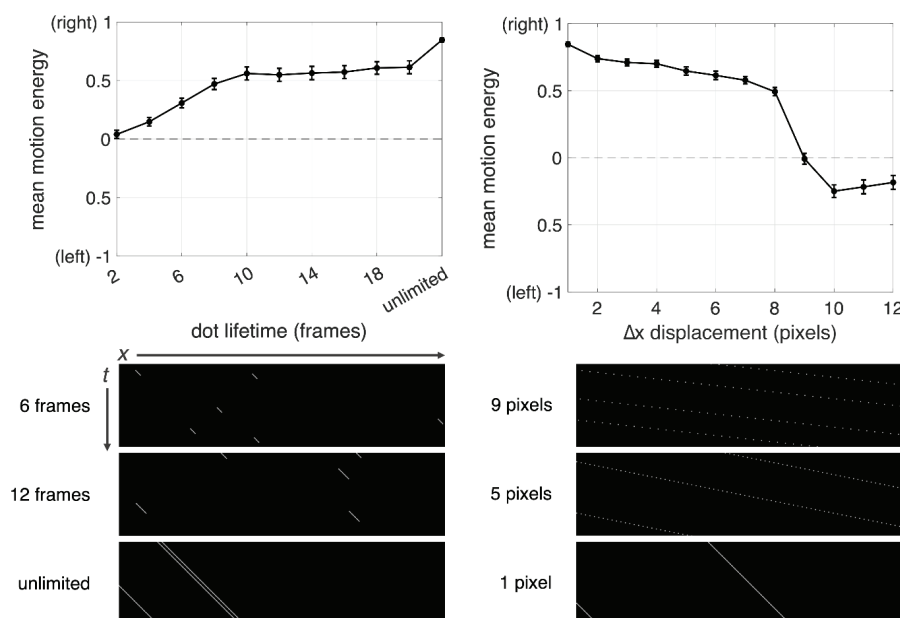 (right) 1
0.5
0
0.5
(left) -1
mean motion energy
2
6
10
14
18
unlimited
dot lifetime (frames)
(right) 1
0.5
0
0.5
(left) -1
mean motion energy
2
4
6
8
10
12
Δx displacement (pixels)
x
t
6 frames
12 frames
unlimited
9 pixels
5 pixels
1 pixel